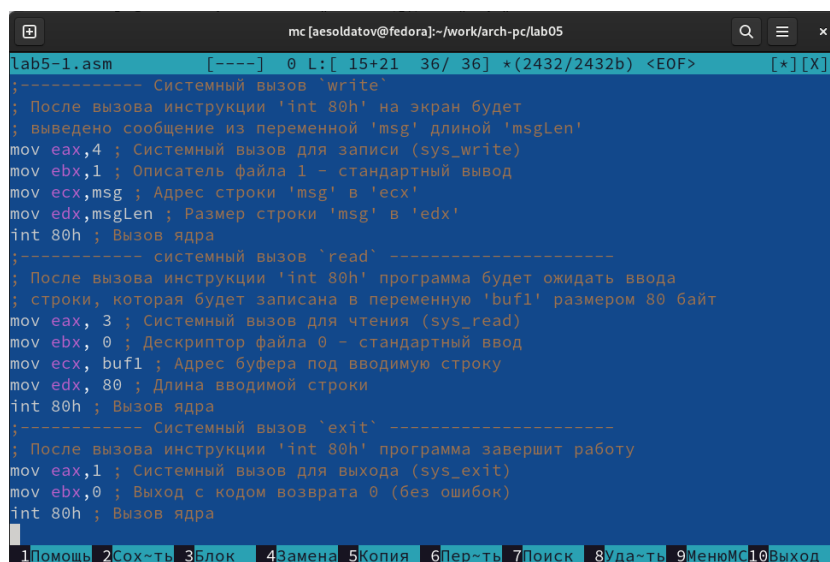 mc [aesoldatov@fedora]:~/work/arch-pc/lab05
lab5-1.asm [----] 0 L:[ 15+21 36/ 36] *(2432/2432b) <EOF> [*][X]
;------------ Системный вызов `write`
; После вызова инструкции 'int 80h' на экран будет
; выведено сообщение из переменной 'msg' длиной 'msgLen'
mov eax,4 ; Системный вызов для записи (sys_write)
mov ebx,1 ; Описатель файла 1 - стандартный вывод
mov ecx,msg ; Адрес строки 'msg' в 'ecx'
mov edx,msgLen ; Размер строки 'msg' в 'edx'
int 80h ; Вызов ядра
;------------ системный вызов `read` ----------------------
; После вызова инструкции 'int 80h' программа будет ожидать ввода
; строки, которая будет записана в переменную 'buf1' размером 80 байт
mov eax, 3 ; Системный вызов для чтения (sys_read)
mov ebx, 0 ; Дескриптор файла 0 - стандартный ввод
mov ecx, buf1 ; Адрес буфера под вводимую строку
mov edx, 80 ; Длина вводимой строки
int 80h ; Вызов ядра
;------------ Системный вызов `exit` ----------------------
; После вызова инструкции 'int 80h' программа завершит работу
mov eax,1 ; Системный вызов для выхода (sys_exit)
mov ebx,0 ; Выход с кодом возврата 0 (без ошибок)
int 80h ; Вызов ядра
1Помощь 2Сох~ть 3Блок 4Замена 5Копия 6Пер~ть 7Поиск 8Уда~ть 9МенюМС10Выход